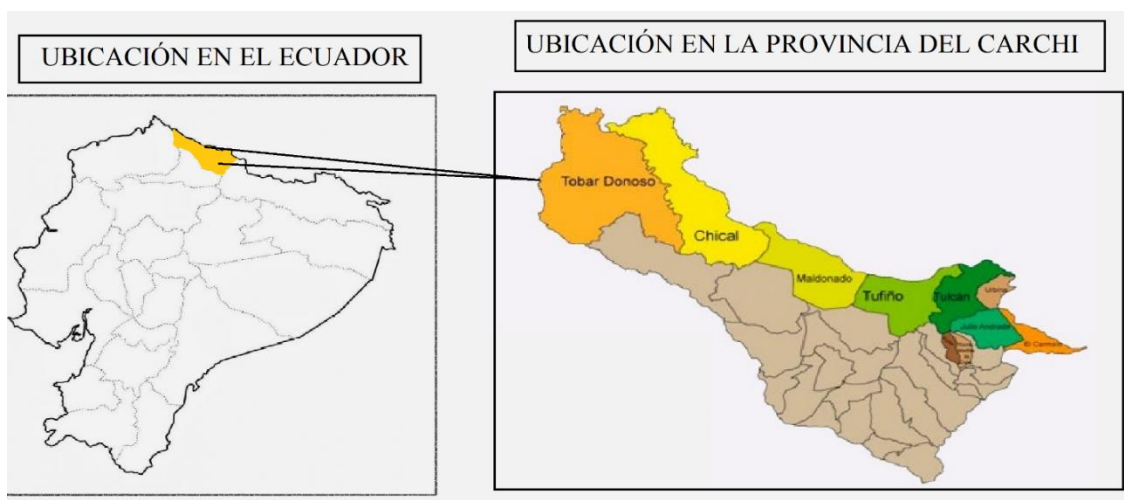 UBICACIÓN EN EL ECUADOR
UBICACIÓN EN LA PROVINCIA DEL CARCHI
Tobar Donoso
Chical
Maldonado
Tufiño
Tulcán
Urbina
Julio Andrade
El Carmelo